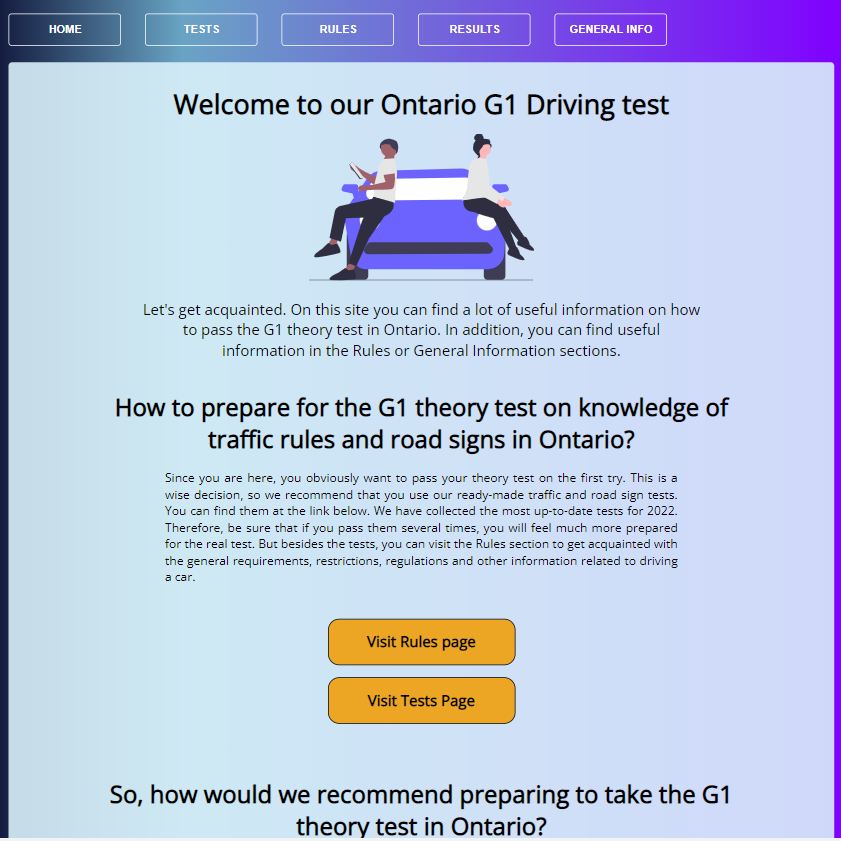 HOME TESTS RULES RESULTS GENERAL INFO
Welcome to our Ontario G1 Driving test
Let's get acquainted. On this site you can find a lot of useful information on how
to pass the G1 theory test in Ontario. In addition, you can find useful
information in the Rules or General Information sections.
How to prepare for the G1 theory test on knowledge of
traffic rules and road signs in Ontario?
Since you are here, you obviously want to pass your theory test on the first try. This is a
wise decision, so we recommend that you use our ready-made traffic and road sign tests.
You can find them at the link below. We have collected the most up-to-date tests for 2022.
Therefore, be sure that if you pass them several times, you will feel much more prepared
for the real test. But besides the tests, you can visit the Rules section to get acquainted with
the general requirements, restrictions, regulations and other information related to driving
a car.
Visit Rules page
Visit Tests Page
So, how would we recommend preparing to take the G1
theory test in Ontario?